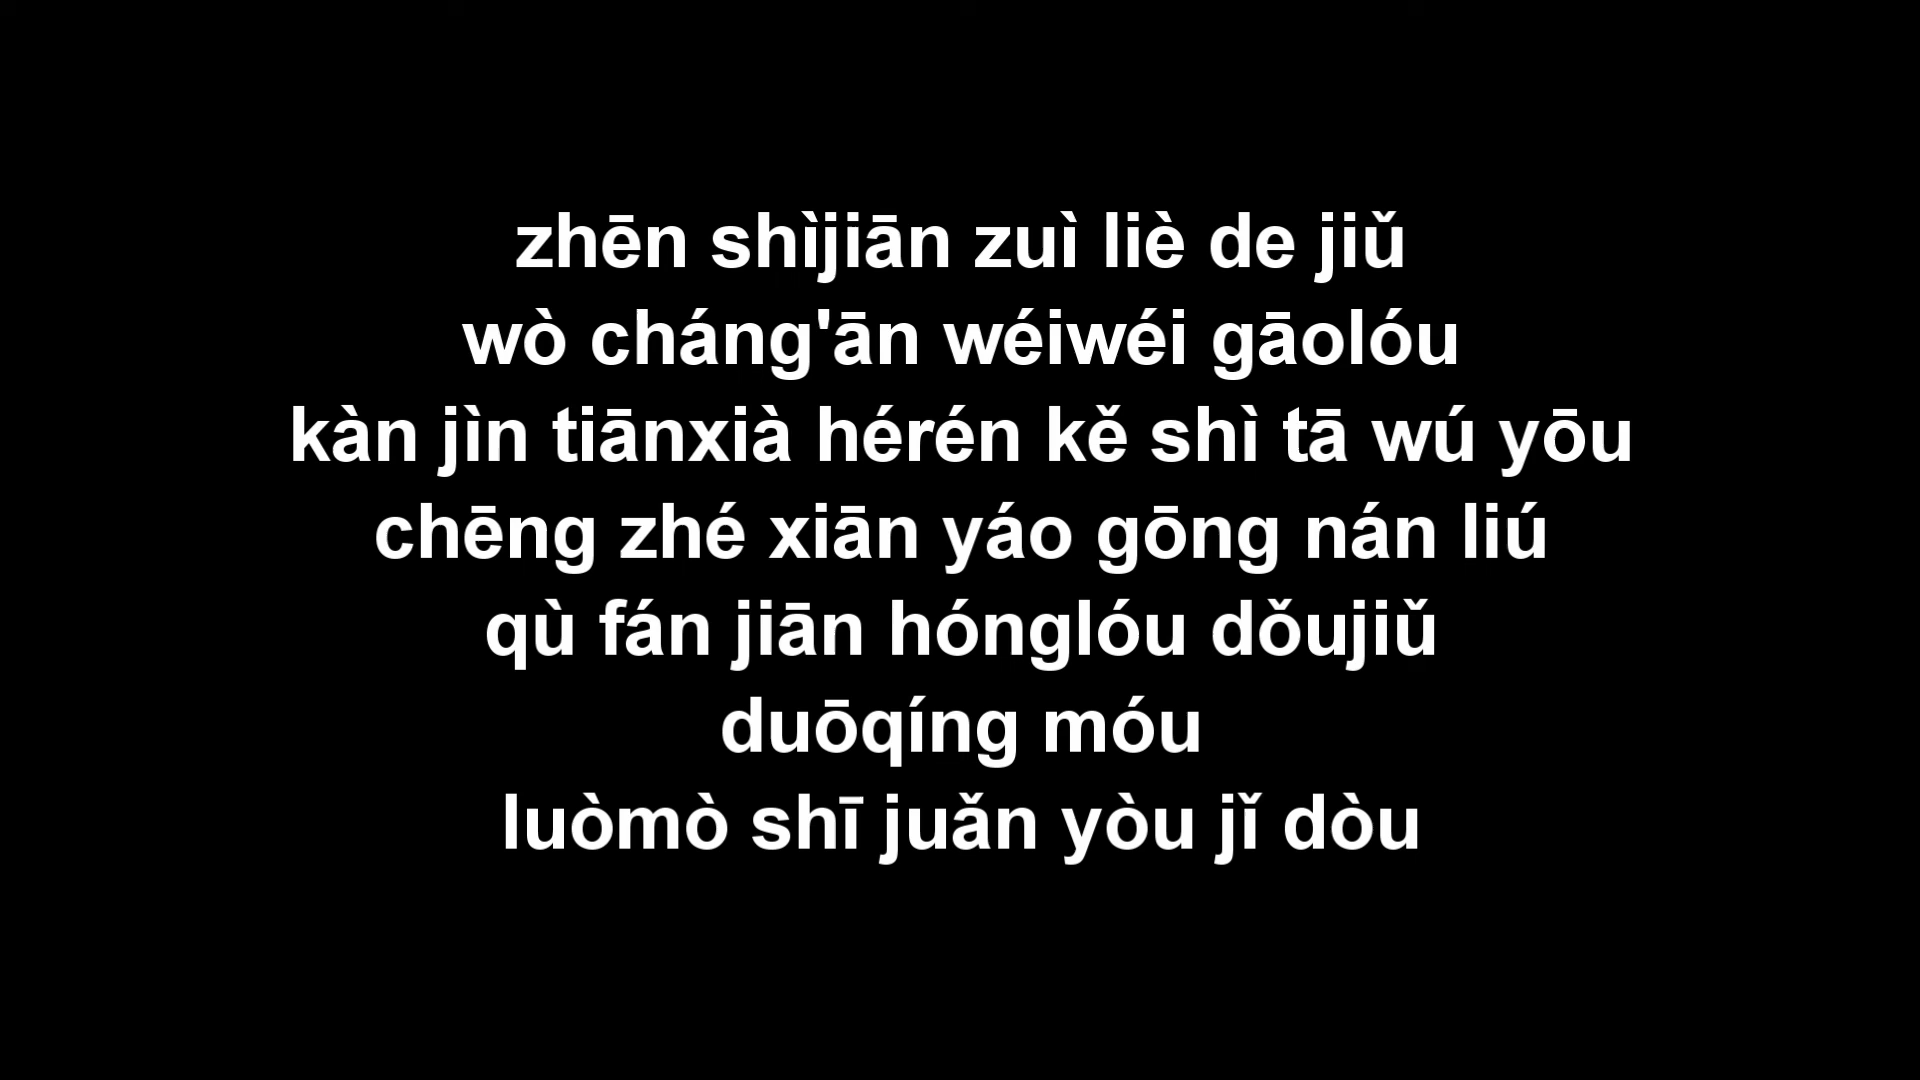 zhēn shìjiān zuì liè de jiǔ
wò cháng'ān wéiwéi gāolóu
kàn jìn tiānxià hérén kě shì tā wú yōu
chēng zhé xiān yáo gōng nán liú
qù fán jiān hónglóu dǒujiǔ
duōqíng móu
luòmò shī juǎn yòu jǐ dòu